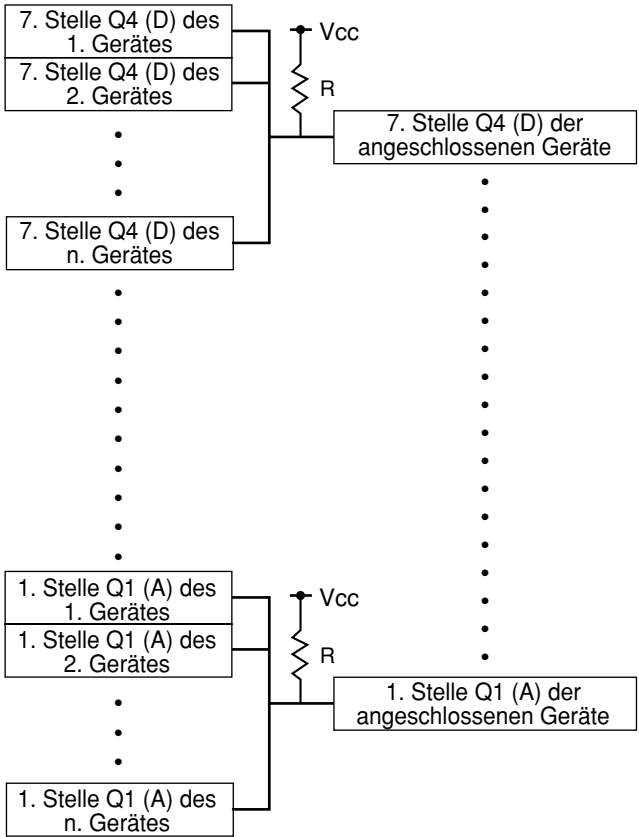 7. Stelle Q4 (D) des
1. Gerätes
7. Stelle Q4 (D) des
2. Gerätes
Vcc
R
7. Stelle Q4 (D) der
angeschlossenen Geräte
7. Stelle Q4 (D) des
n. Gerätes
1. Stelle Q1 (A) des
1. Gerätes
1. Stelle Q1 (A) des
2. Gerätes
Vcc
R
1. Stelle Q1 (A) der
angeschlossenen Geräte
1. Stelle Q1 (A) des
n. Gerätes